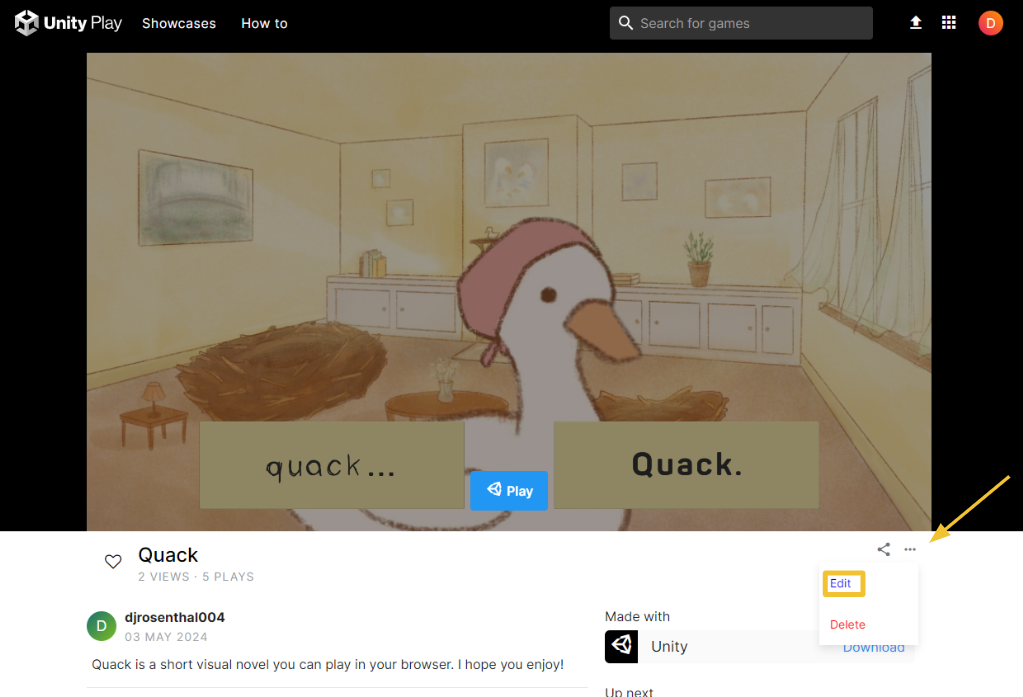 Unity Play Showcases How to Search for games D
quack... Quack.
Play
Quack
2 VIEWS · 5 PLAYS
Edit
D djrosenthal004
03 MAY 2024
Made with
Delete
Unity
Download
Quack is a short visual novel you can play in your browser. I hope you enjoy!
Up next